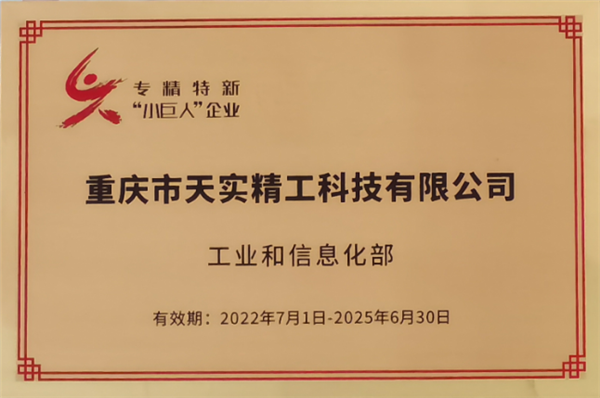 专精特新
“小巨人”企业
重庆市天实精工科技有限公司
工业和信息化部
有效期：2022年7月1日-2025年6月30日